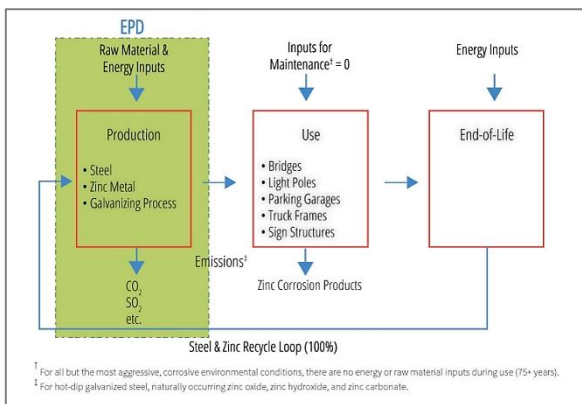 EPD
Raw Material &
Energy Inputs
Inputs for
Maintenance† = 0
Energy Inputs
Production
• Steel
• Zinc Metal
• Galvanizing Process
Use
• Bridges
• Light Poles
• Parking Garages
• Truck Frames
• Sign Structures
End-of-Life
Emissions‡
CO₂
SO₂
etc.
Zinc Corrosion Products
Steel & Zinc Recycle Loop (100%)
† For all but the most aggressive, corrosive environmental conditions, there are no energy or raw material inputs during use (75+ years).
‡ For hot-dip galvanized steel, naturally occurring zinc oxide, zinc hydroxide, and zinc carbonate.